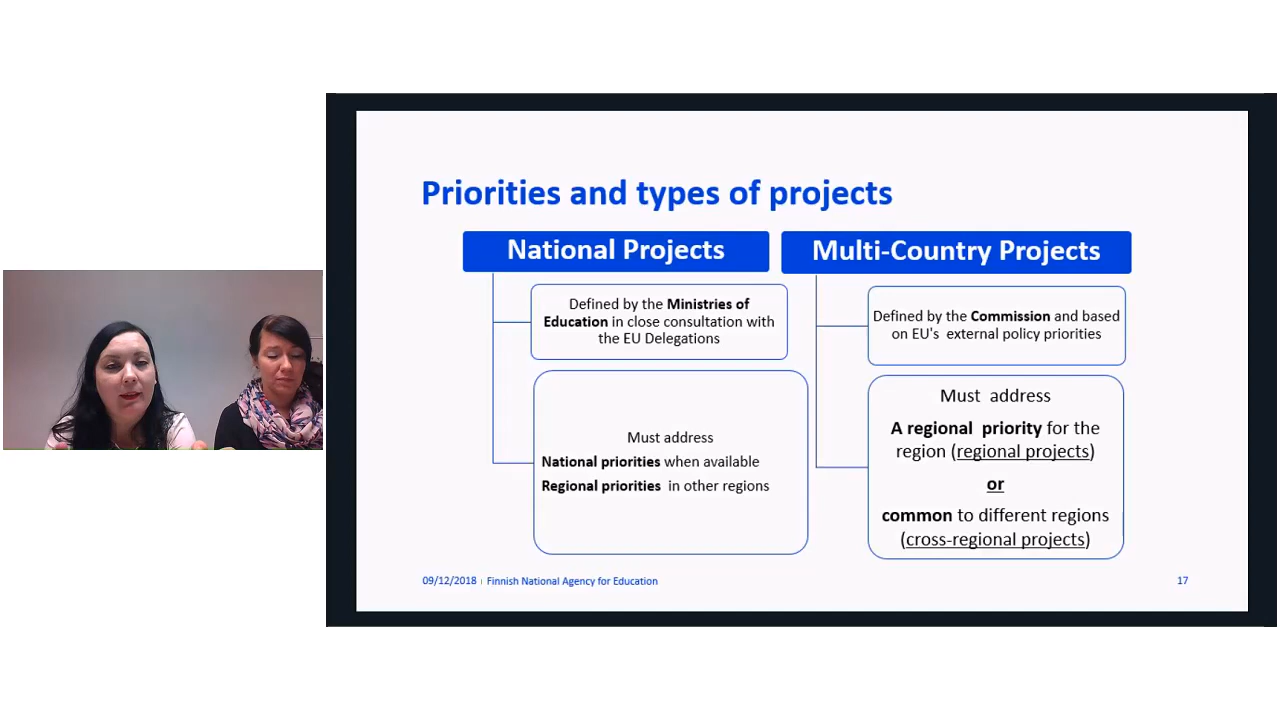 Priorities and types of projects
National Projects
Defined by the Ministries of
Education in close consultation with
the EU Delegations
Must address
National priorities when available
Regional priorities in other regions
Multi-Country Projects
Defined by the Commission and based
on EU's external policy priorities
Must address
A regional priority for the
region (regional projects)
or
common to different regions
(cross-regional projects)
09/12/2018 | Finnish National Agency for Education
17